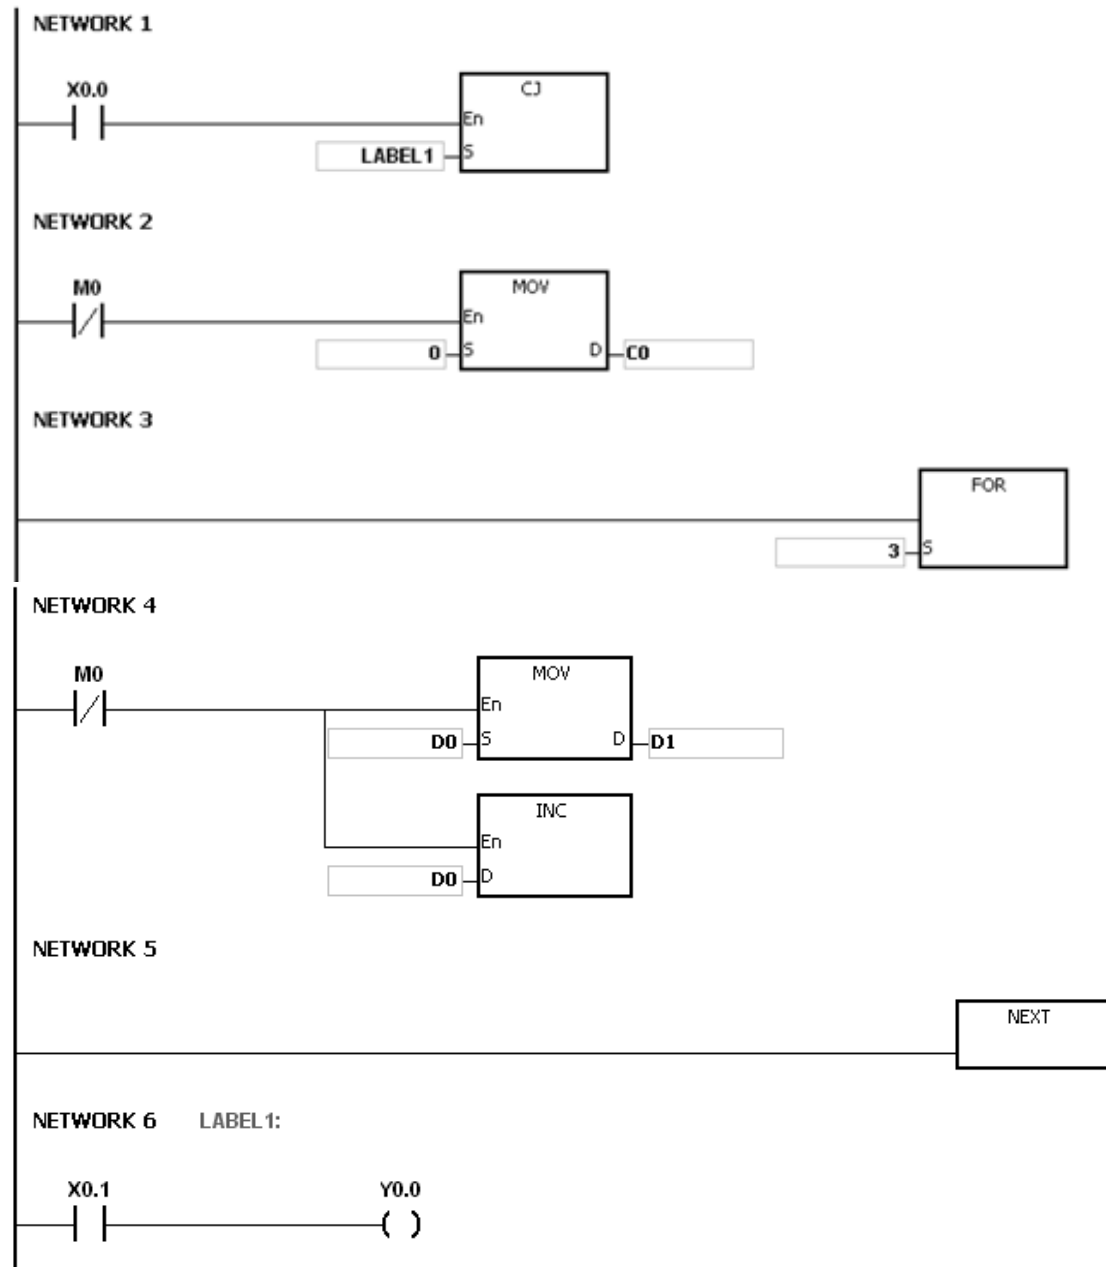 NETWORK 1
X0.0
CJ
En
LABEL1 S
NETWORK 2
M0
MOV
En
0 S D C0
NETWORK 3
FOR
3 S
NETWORK 4
M0
MOV
En
D0 S D D1
INC
En
D0 D
NETWORK 5
NEXT
NETWORK 6 LABEL1:
X0.1 Y0.0